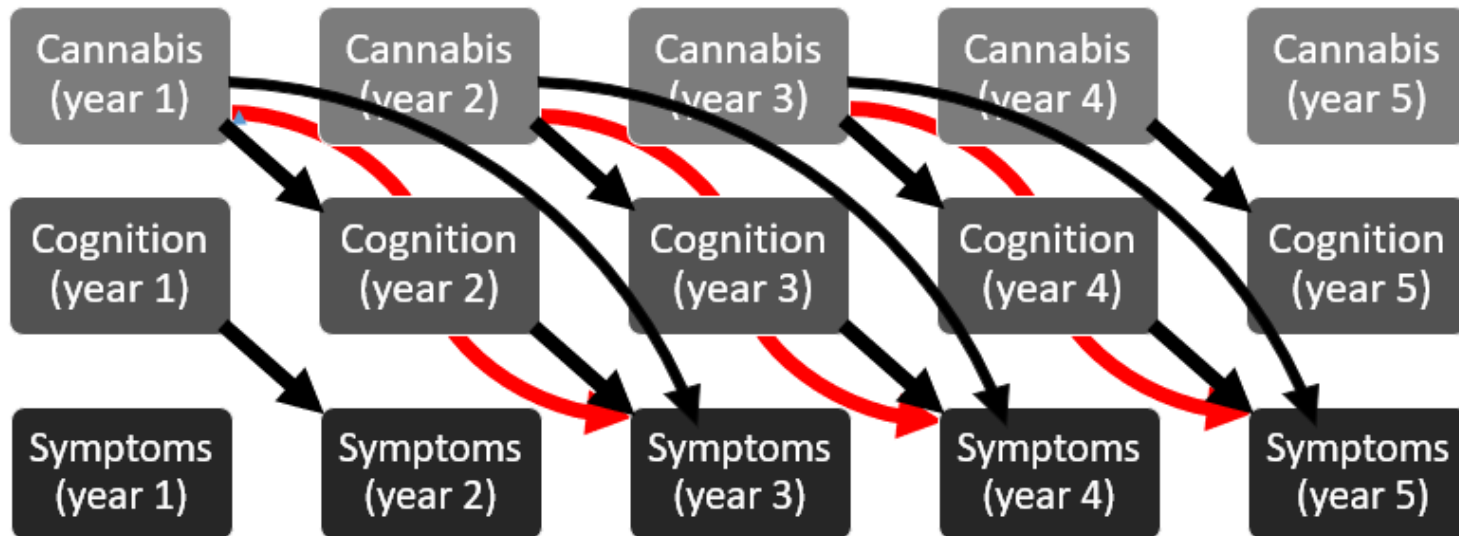 Cannabis
(year 1)
Cannabis
(year 2)
Cannabis
(year 3)
Cannabis
(year 4)
Cannabis
(year 5)
Cognition
(year 1)
Cognition
(year 2)
Cognition
(year 3)
Cognition
(year 4)
Cognition
(year 5)
Symptoms
(year 1)
Symptoms
(year 2)
Symptoms
(year 3)
Symptoms
(year 4)
Symptoms
(year 5)